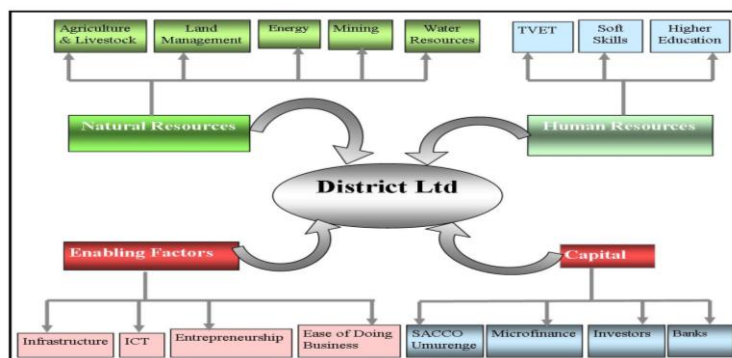 Agriculture
& Livestock
Land
Management
Energy
Mining
Water
Resources
TVET
Soft
Skills
Higher
Education
Natural Resources
Human Resources
District Ltd
Enabling Factors
Capital
Infrastructure
ICT
Entrepreneurship
Ease of Doing
Business
SACCO
Umurenge
Microfinance
Investors
Banks